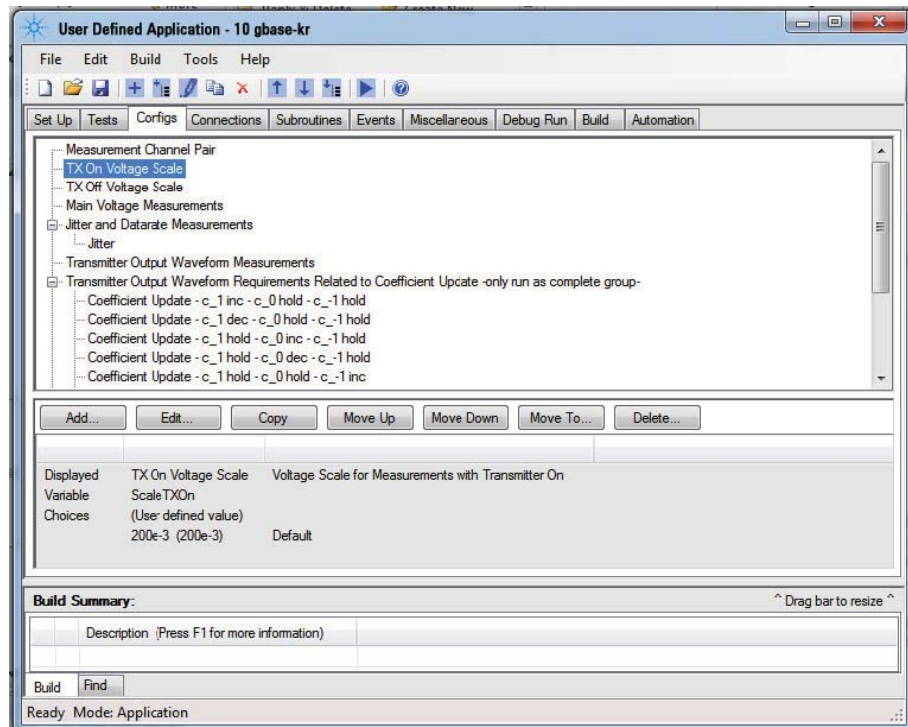 User Defined Application - 10 gbase-kr
File Edit Build Tools Help
Set Up Tests Configs Connections Subroutines Events Miscellaneous Debug Run Build Automation
Measurement Channel Pair
TX On Voltage Scale
TX Off Voltage Scale
Main Voltage Measurements
Jitter and Datarate Measurements
Jitter
Transmitter Output Waveform Measurements
Transmitter Output Waveform Requirements Related to Coefficient Update -only run as complete group-
Coefficient Update - c_1 inc - c_0 hold - c_-1 hold
Coefficient Update - c_1 dec - c_0 hold - c_-1 hold
Coefficient Update - c_1 hold - c_0 inc - c_-1 hold
Coefficient Update - c_1 hold - c_0 dec - c_-1 hold
Coefficient Update - c_1 hold - c_0 hold - c_-1 inc
Add... Edit... Copy Move Up Move Down Move To... Delete...
Displayed TX On Voltage Scale Voltage Scale for Measurements with Transmitter On
Variable ScaleTXOn
Choices (User defined value)
200e-3 (200e-3) Default
Build Summary: ^ Drag bar to resize ^
Description (Press F1 for more information)
Build Find
Ready Mode: Application